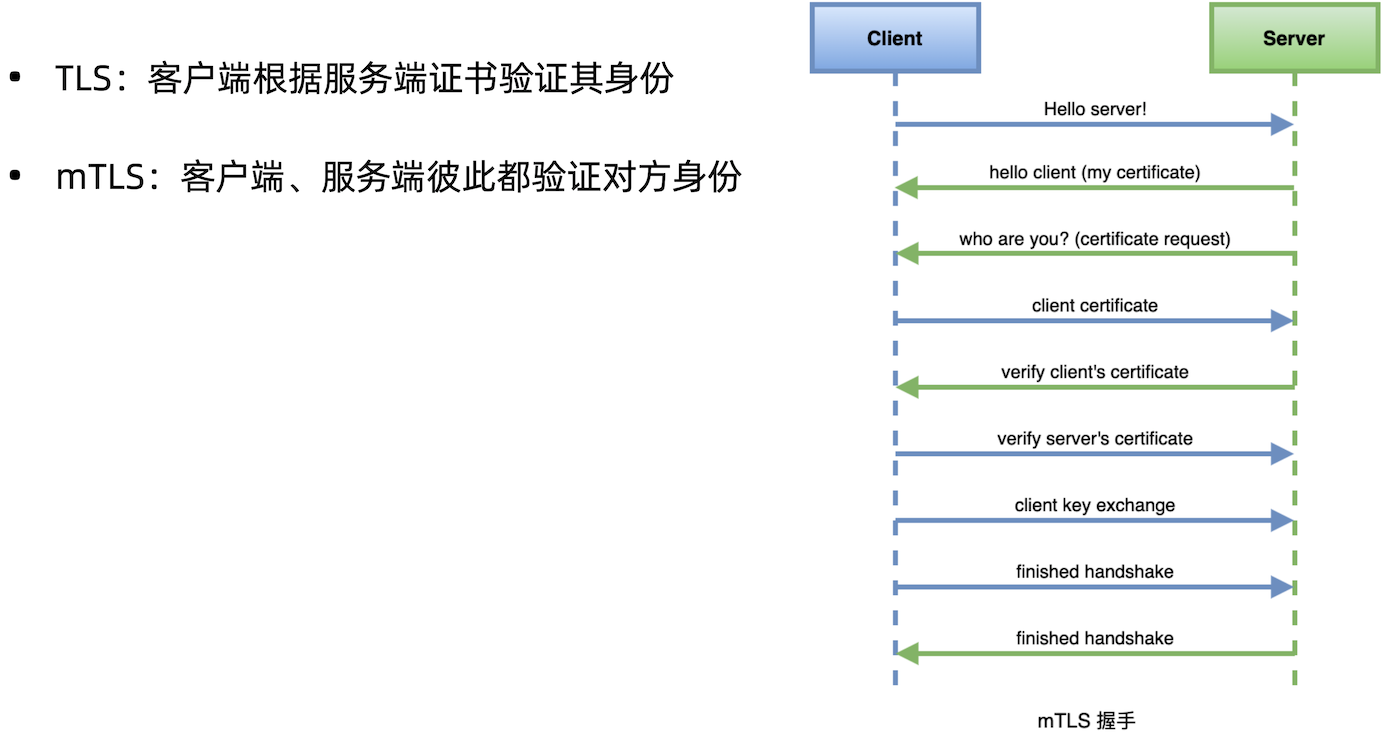 • TLS：客户端根据服务端证书验证其身份
• mTLS：客户端、服务端彼此都验证对方身份
Client
Server
Hello server!
hello client (my certificate)
who are you? (certificate request)
client certificate
verify client's certificate
verify server's certificate
client key exchange
finished handshake
finished handshake
mTLS 握手